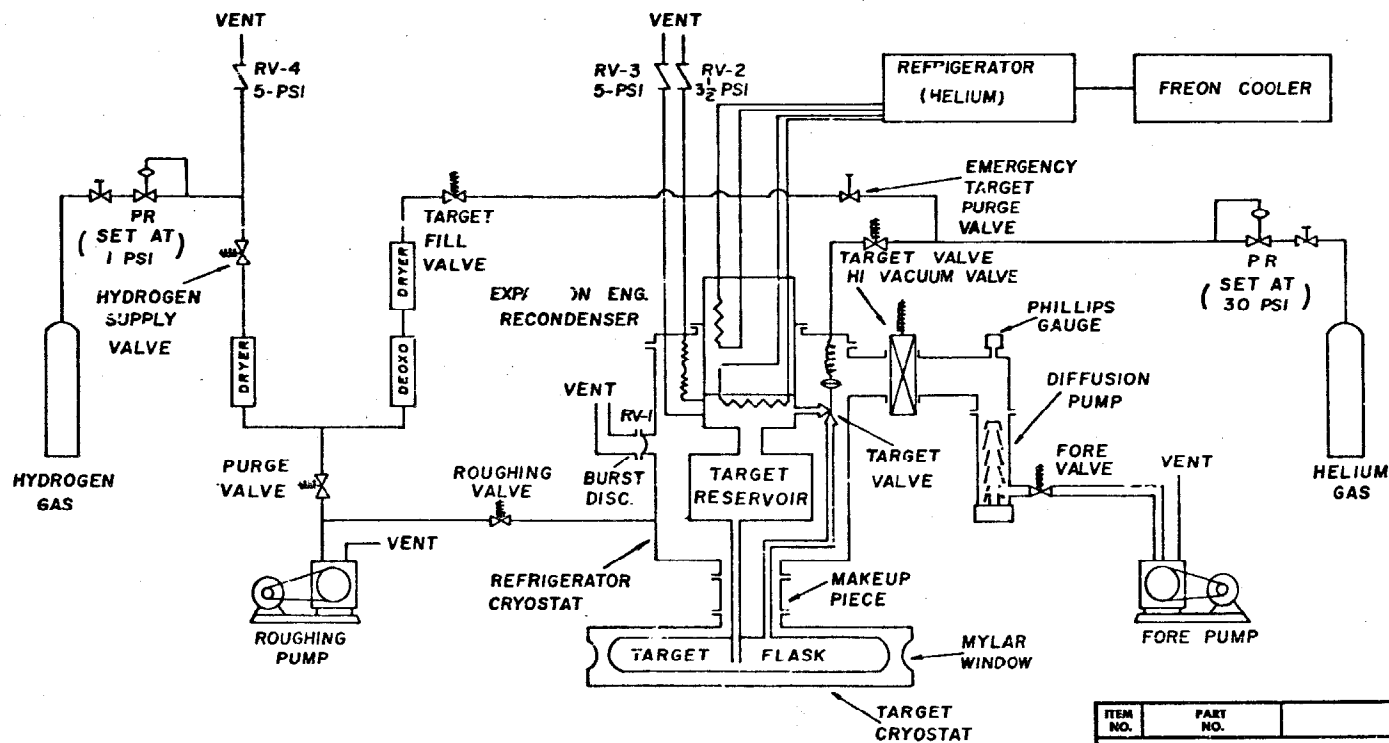 VENT
VENT
RV-4
5-PSI
RV-3
5-PSI
RV-2
3½ PSI
REFRIGERATOR
(HELIUM)
FREON COOLER
EMERGENCY
TARGET
PURGE
VALVE
PR
(SET AT
1 PSI)
TARGET
FILL
VALVE
DRYER
TARGET VALVE
HI VACUUM VALVE
PR
(SET AT
30 PSI)
HYDROGEN
SUPPLY
VALVE
ENG.
RECONDENSER
PHILLIPS
GAUGE
DRYER
DEOXO
VENT
RV-1
DIFFUSION
PUMP
HYDROGEN
GAS
PURGE
VALVE
ROUGHING
VALVE
BURST
DISC.
TARGET
RESERVOIR
TARGET
VALVE
FORE
VALVE
VENT
HELIUM
GAS
VENT
REFRIGERATOR
CRYOSTAT
MAKEUP
PIECE
ROUGHING
PUMP
FORE PUMP
TARGET FLASK
MYLAR
WINDOW
TARGET
CRYOSTAT
ITEM NO.
PART NO.